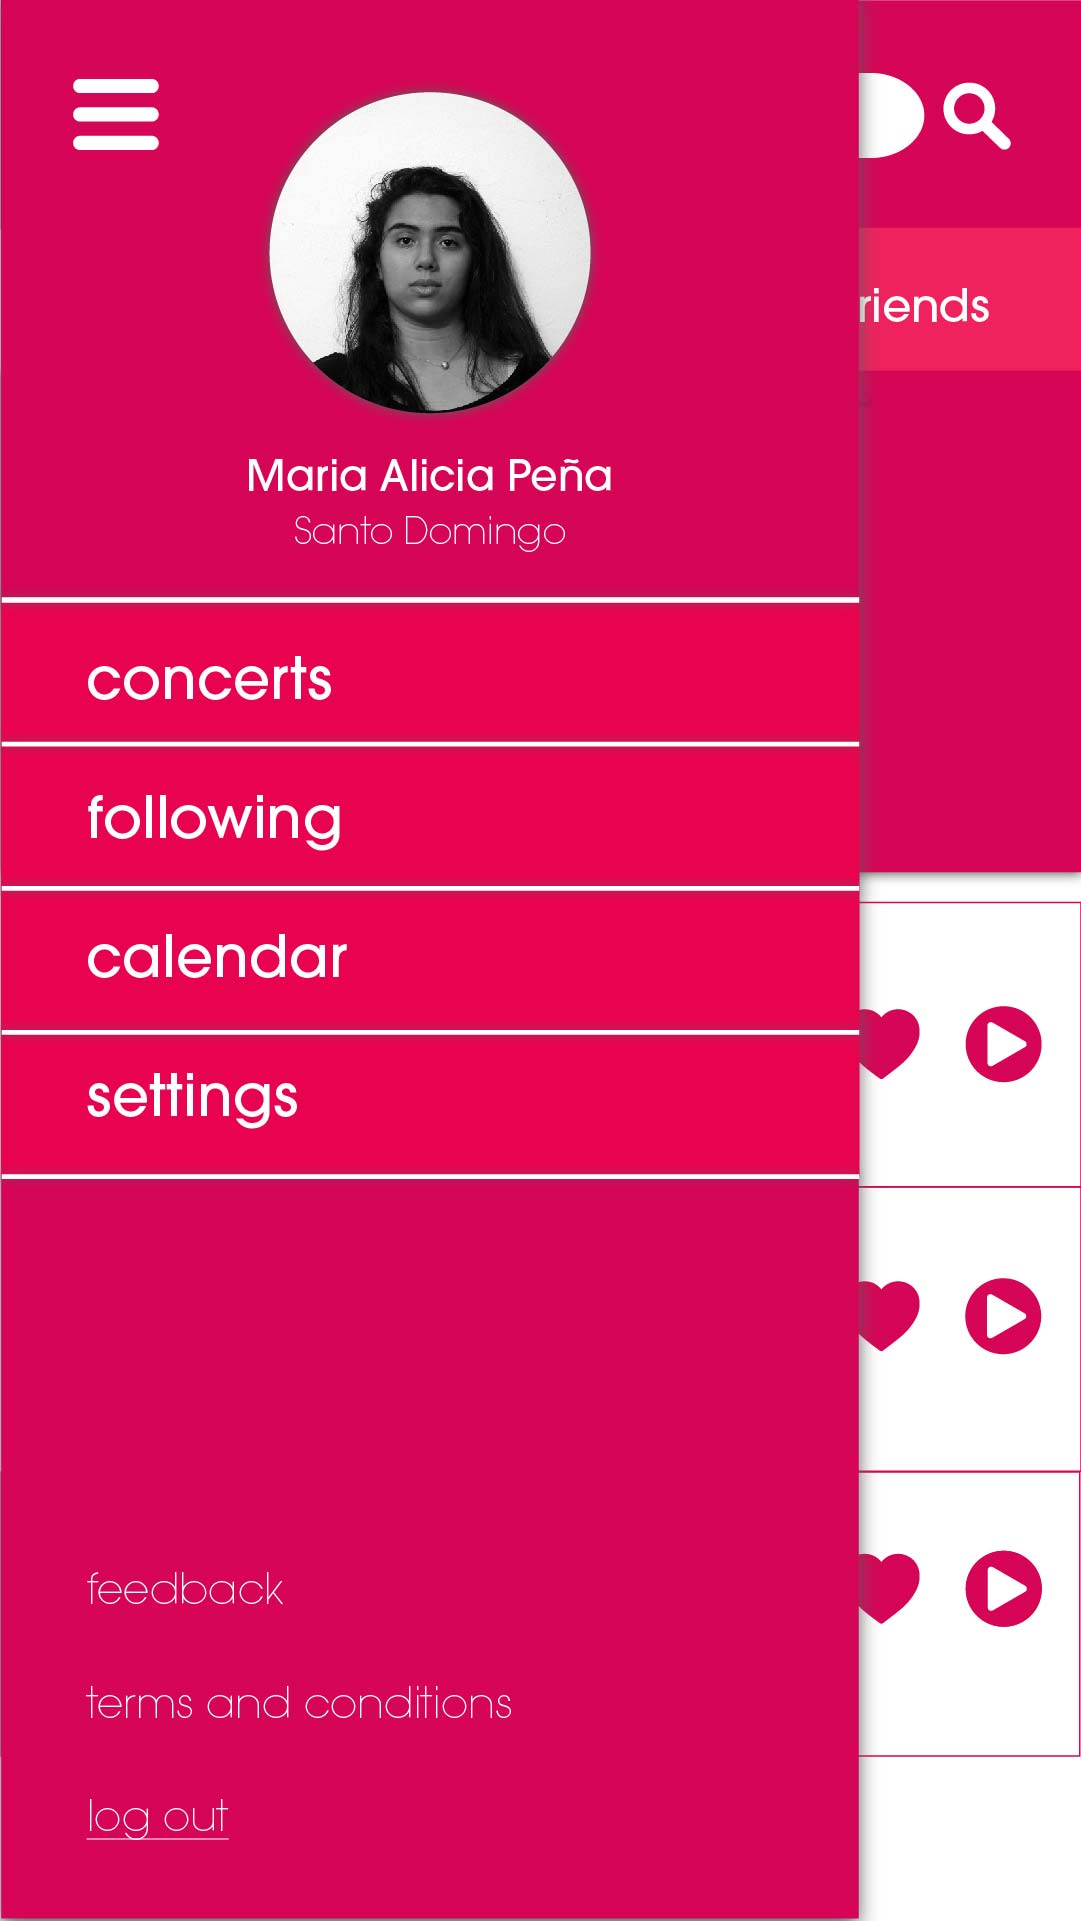 Maria Alicia Peña
Santo Domingo
riends
concerts
following
calendar
settings
feedback
terms and conditions
log out